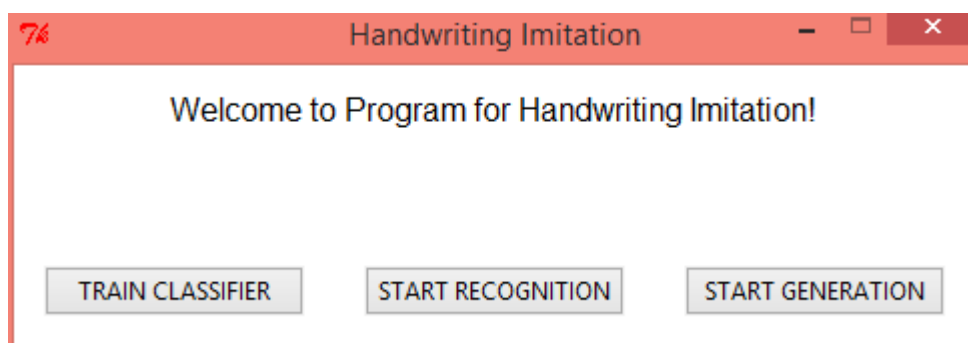 Handwriting Imitation
Welcome to Program for Handwriting Imitation!
TRAIN CLASSIFIER START RECOGNITION START GENERATION